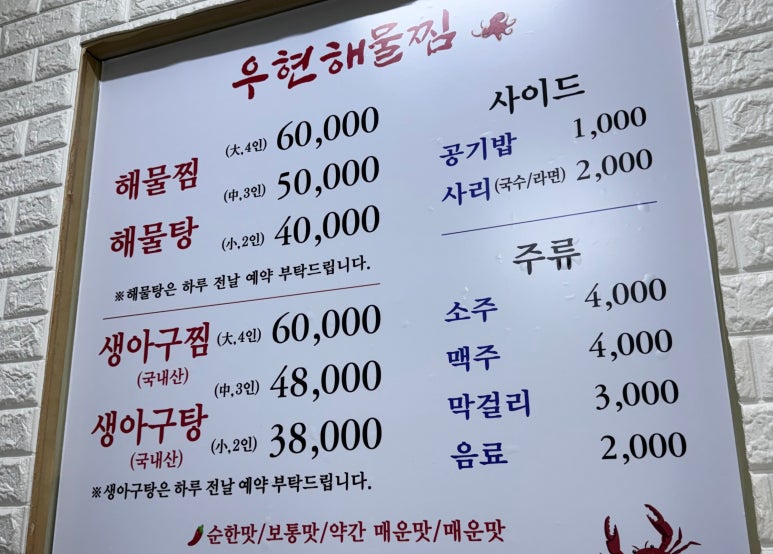 우현해물찜
해물찜
해물탕
(大,4인) 60,000
(中,3인) 50,000
(小,2인) 40,000
※해물탕은 하루 전날 예약 부탁드립니다.
생아구찜
(국내산)
생아구탕
(국내산)
(大,4인) 60,000
(中,3인) 48,000
(小,2인) 38,000
※생아구탕은 하루 전날 예약 부탁드립니다.
순한맛/보통맛/약간 매운맛/매운맛
사이드
공기밥 1,000
사리(국수/라면) 2,000
주류
소주 4,000
맥주 4,000
막걸리 3,000
음료 2,000